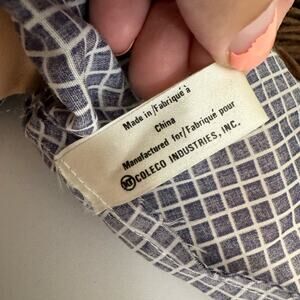 Made in/Fabriqué à
China
Manufactured for/Fabriqué pour
COLECO INDUSTRIES, INC.